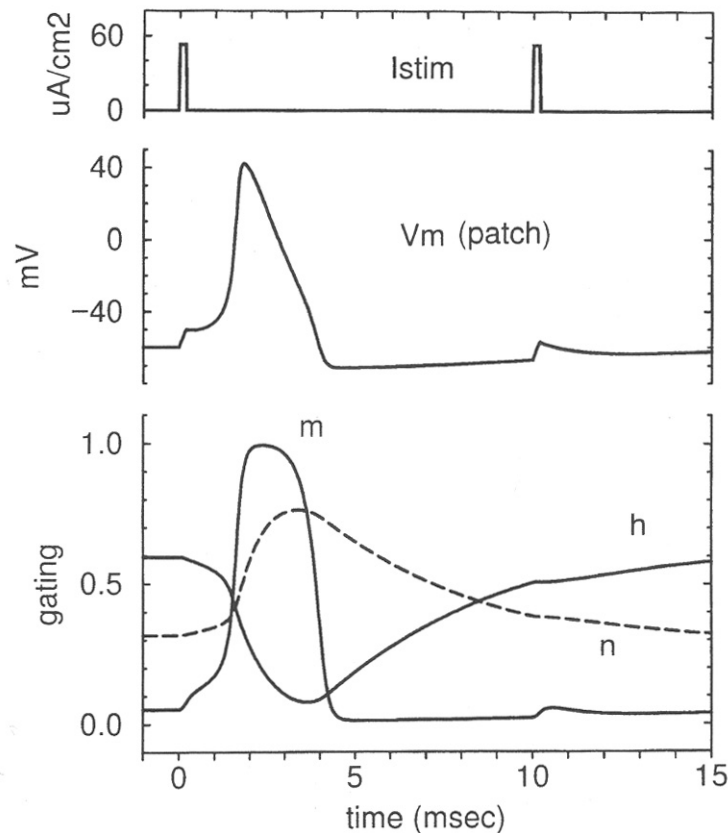 60
0
uA/cm2
Istim
40
0
−40
mV
Vm (patch)
1.0
0.5
0.0
gating
m
h
n
0
5
10
15
time (msec)